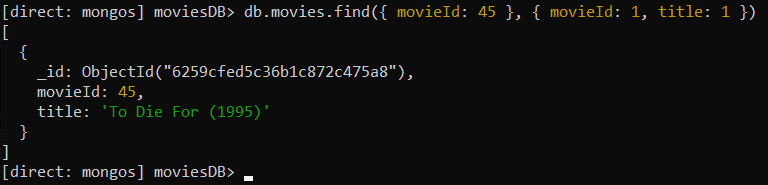 [direct: mongos] moviesDB> db.movies.find({ movieId: 45 }, { movieId: 1, title: 1 })
[
  {
    _id: ObjectId("6259cfed5c36b1c872c475a8"),
    movieId: 45,
    title: 'To Die For (1995)'
  }
]
[direct: mongos] moviesDB>